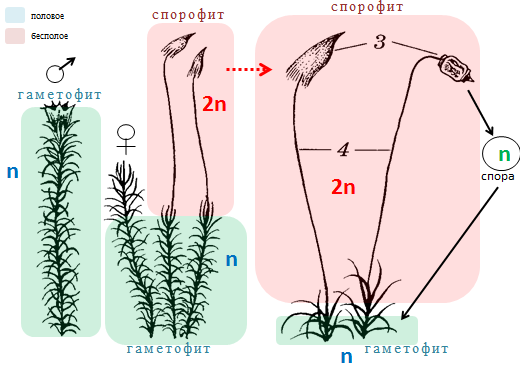 половое
бесполое
спорофит
спорофит
гаметофит
3
2n
n
n
спора
4
2n
n
гаметофит
n
гаметофит